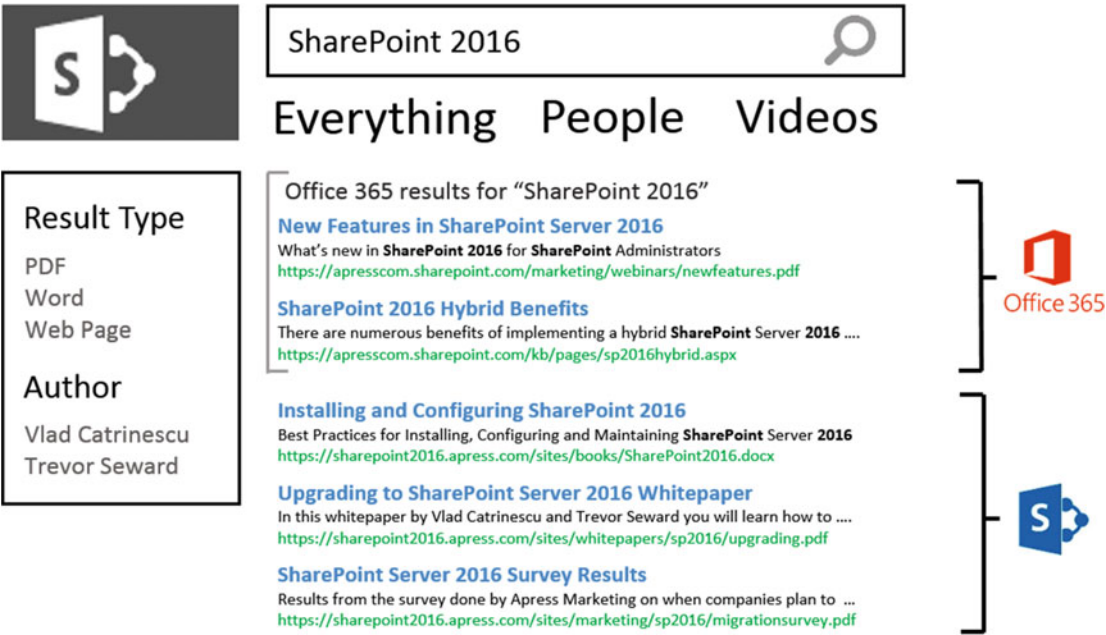 S
SharePoint 2016
Everything People Videos
Result Type
PDF
Word
Web Page
Author
Vlad Catrinescu
Trevor Seward
Office 365 results for “SharePoint 2016”
New Features in SharePoint Server 2016
What’s new in SharePoint 2016 for SharePoint Administrators
https://apresscom.sharepoint.com/marketing/webinars/newfeatures.pdf
SharePoint 2016 Hybrid Benefits
There are numerous benefits of implementing a hybrid SharePoint Server 2016 ....
https://apresscom.sharepoint.com/kb/pages/sp2016hybrid.aspx
Office 365
Installing and Configuring SharePoint 2016
Best Practices for Installing, Configuring and Maintaining SharePoint Server 2016
https://sharepoint2016.apress.com/sites/books/SharePoint2016.docx
Upgrading to SharePoint Server 2016 Whitepaper
In this whitepaper by Vlad Catrinescu and Trevor Seward you will learn how to ....
https://sharepoint2016.apress.com/sites/whitepapers/sp2016/upgrading.pdf
SharePoint Server 2016 Survey Results
Results from the survey done by Apress Marketing on when companies plan to ...
https://sharepoint2016.apress.com/sites/marketing/sp2016/migrationsurvey.pdf
S